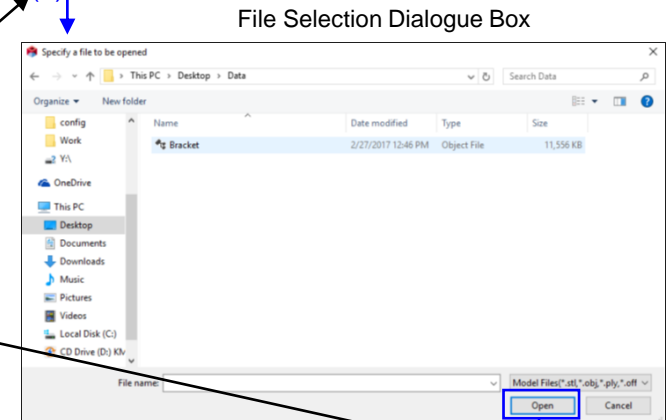 File Selection Dialogue Box
Specify a file to be opened
This PC > Desktop > Data
Search Data
Organize
New folder
Name
Date modified
Type
Size
config
Work
Y:\
OneDrive
This PC
Desktop
Documents
Downloads
Music
Pictures
Videos
Local Disk (C:)
CD Drive (D:)
Bracket
2/27/2017 12:46 PM
Object File
11,556 KB
File name:
Model Files(*.stl,*.obj,*.ply,*.off
Open
Cancel